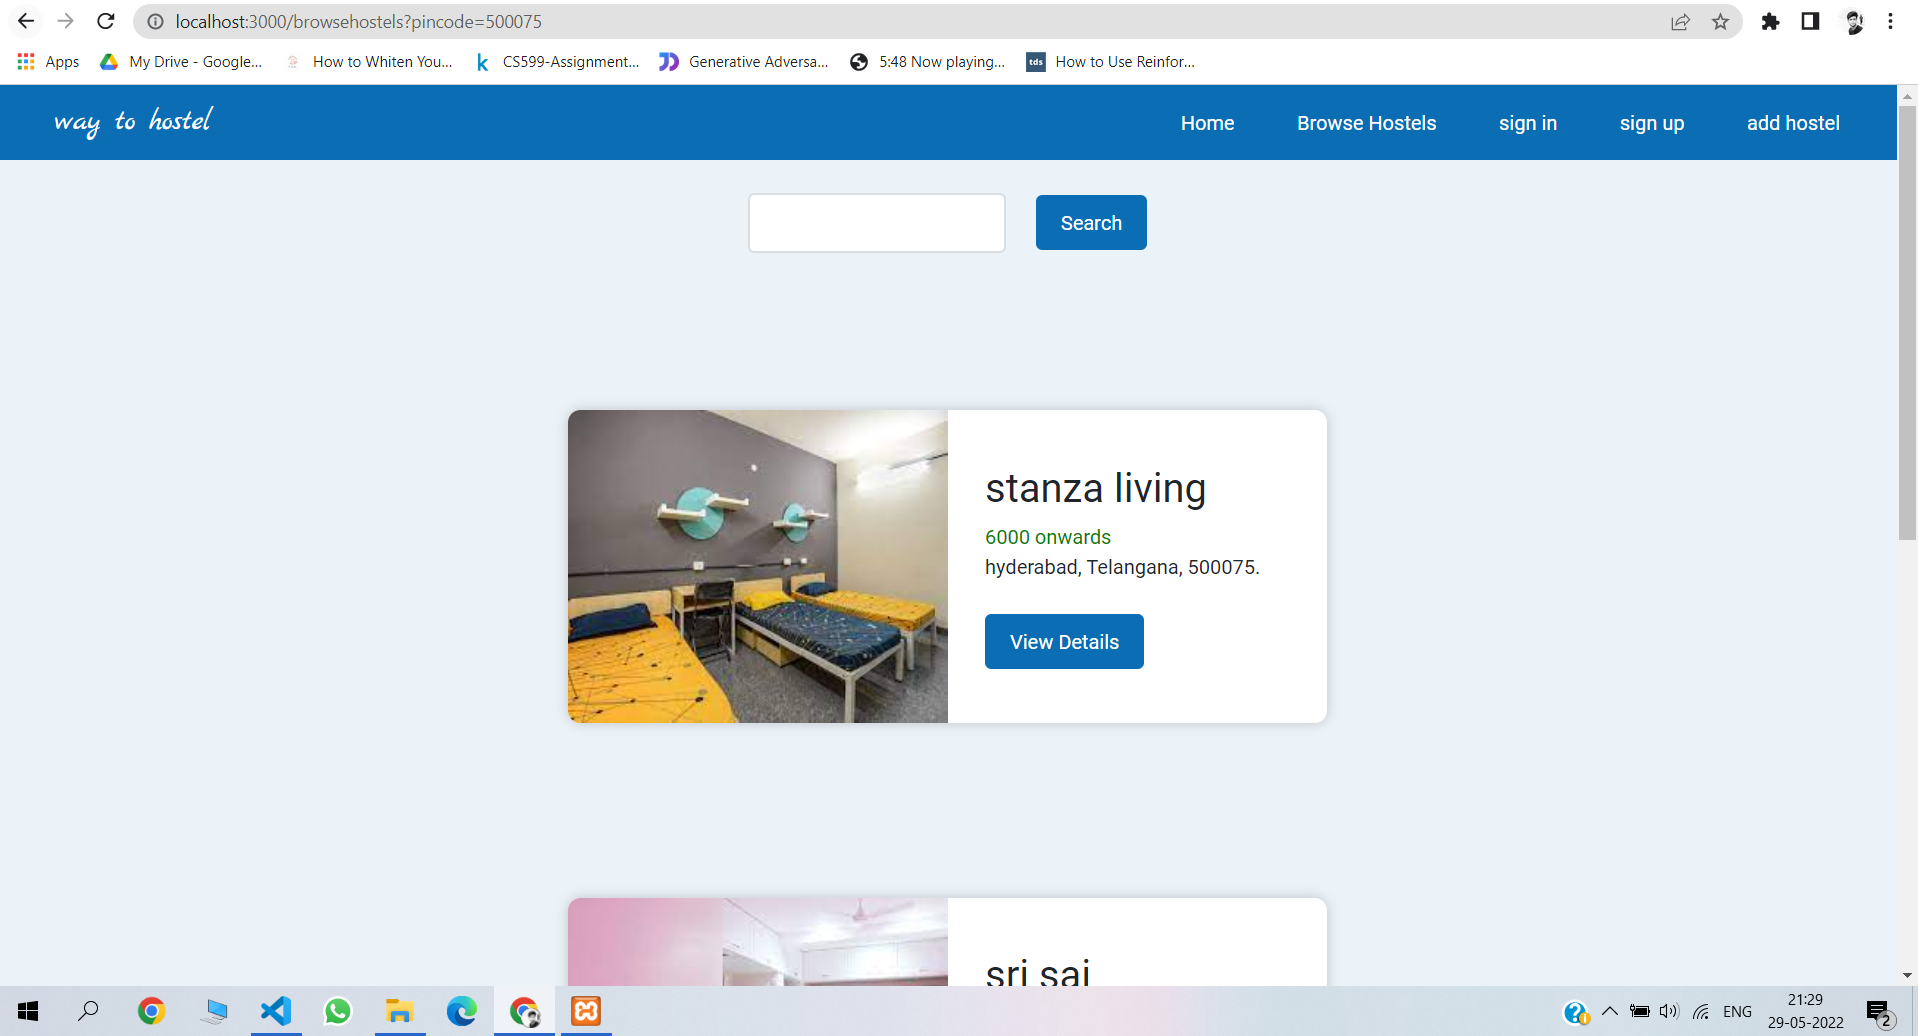 localhost:3000/browsehostels?pincode=500075
Apps My Drive - Google... How to Whiten You... k CS599-Assignment... Generative Adversa... 5:48 Now playing... tds How to Use Reinfor...
way to hostel Home Browse Hostels sign in sign up add hostel
Search
stanza living
6000 onwards
hyderabad, Telangana, 500075.
View Details
sri sai
ENG 21:29
29-05-2022 2